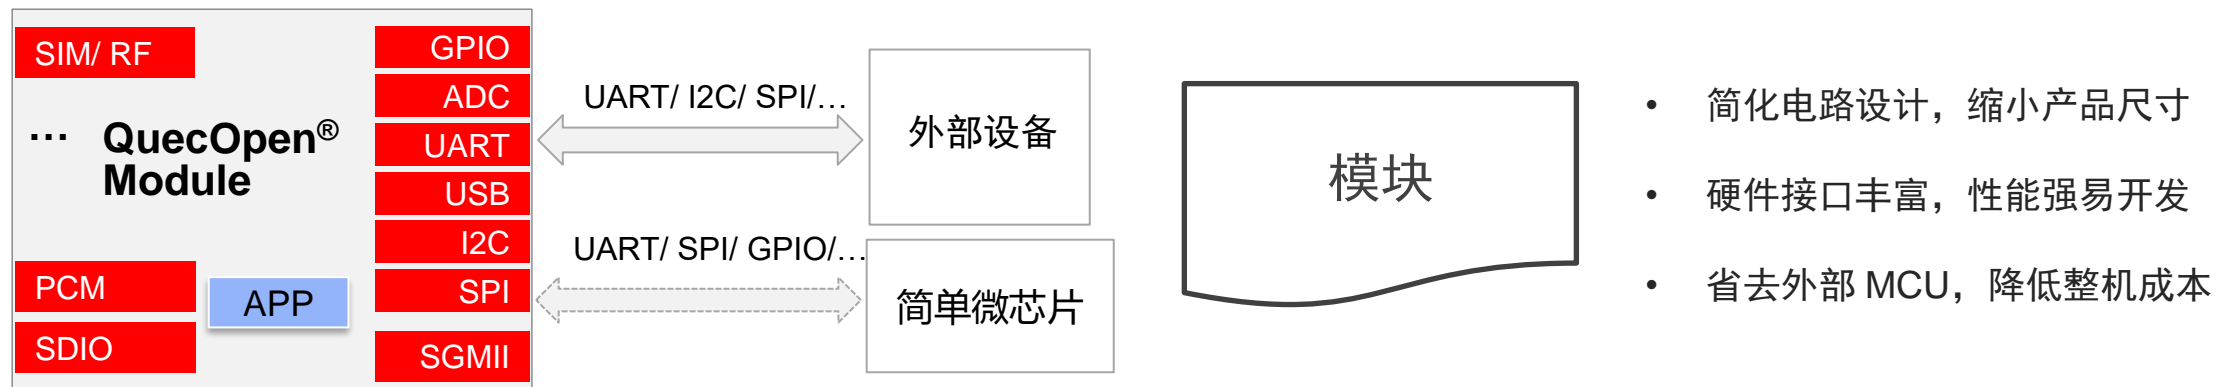 SIM/ RF
…
QuecOpen®
Module
PCM
SDIO
APP
GPIO
ADC
UART
USB
I2C
SPI
SGMII
UART/ I2C/ SPI/…
外部设备
UART/ SPI/ GPIO/…
简单微芯片
模块
• 简化电路设计，缩小产品尺寸
• 硬件接口丰富，性能强易开发
• 省去外部 MCU，降低整机成本